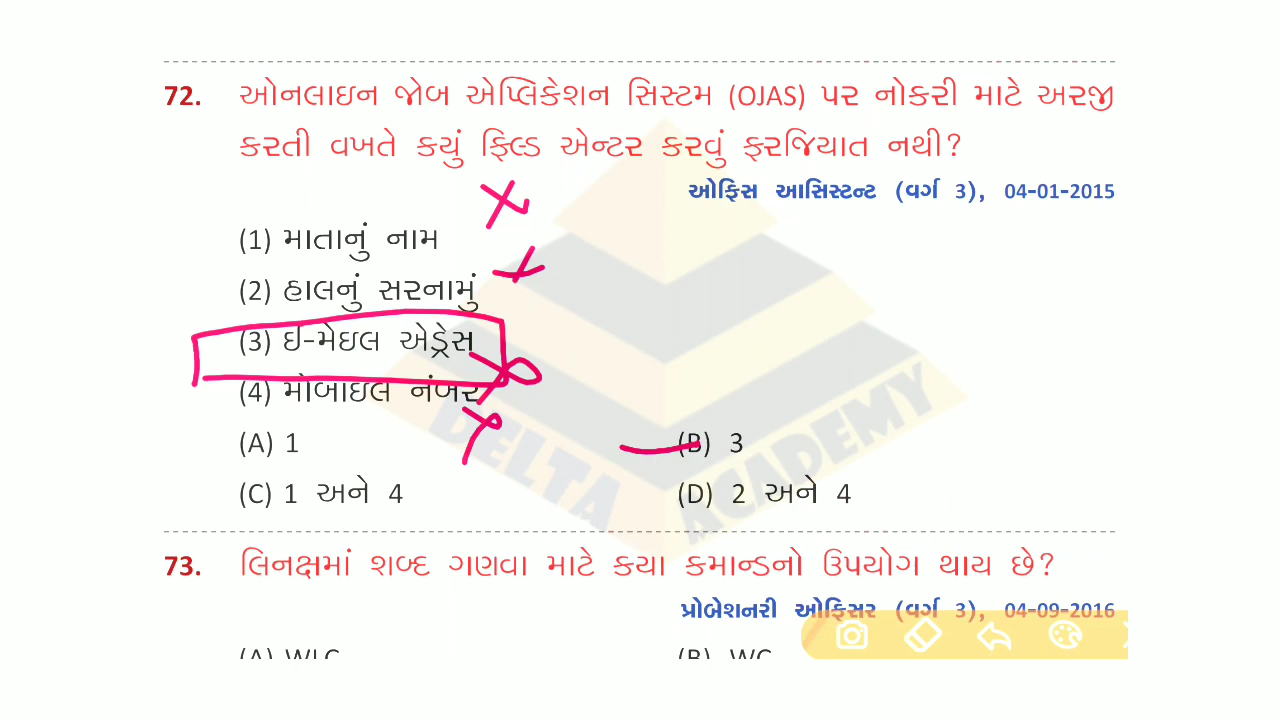 72. ઓનલાઇન જોબ એપ્લિકેશન સિસ્ટમ (OJAS) પર નોકરી માટે અરજી
કરતી વખતે કયું ફિલ્ડ એન્ટર કરવું ફરજિયાત નથી?
ઓફિસ આસિસ્ટન્ટ (વર્ગ 3), 04-01-2015
(1) માતાનું નામ
(2) હાલનું સરનામું
(3) ઈ-મેઇલ એડ્રેસ
(4) મોબાઇલ નંબર
(A) 1 (B) 3
(C) 1 અને 4 (D) 2 અને 4
73. લિનક્ષમાં શબ્દ ગણવા માટે કયા કમાન્ડનો ઉપયોગ થાય છે?
પ્રોબેશનરી ઓફિસર (વર્ગ 3), 04-09-2016
(A) WLC (B) WC
DELTA ACADEMY